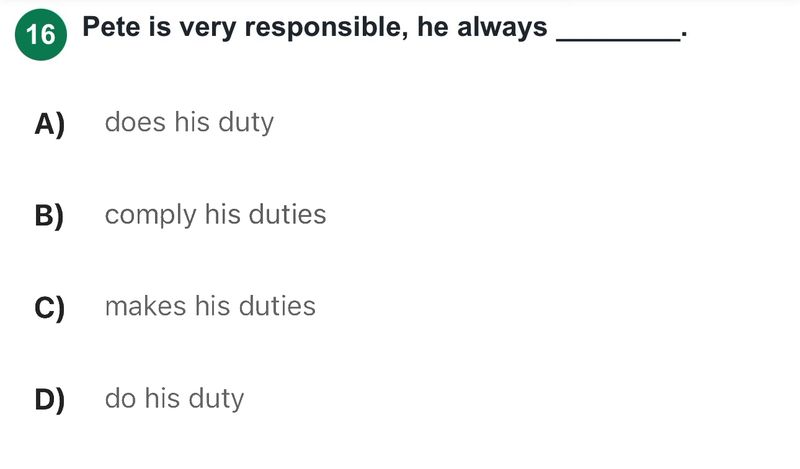 16 Pete is very responsible, he always ________.
A) does his duty
B) comply his duties
C) makes his duties
D) do his duty